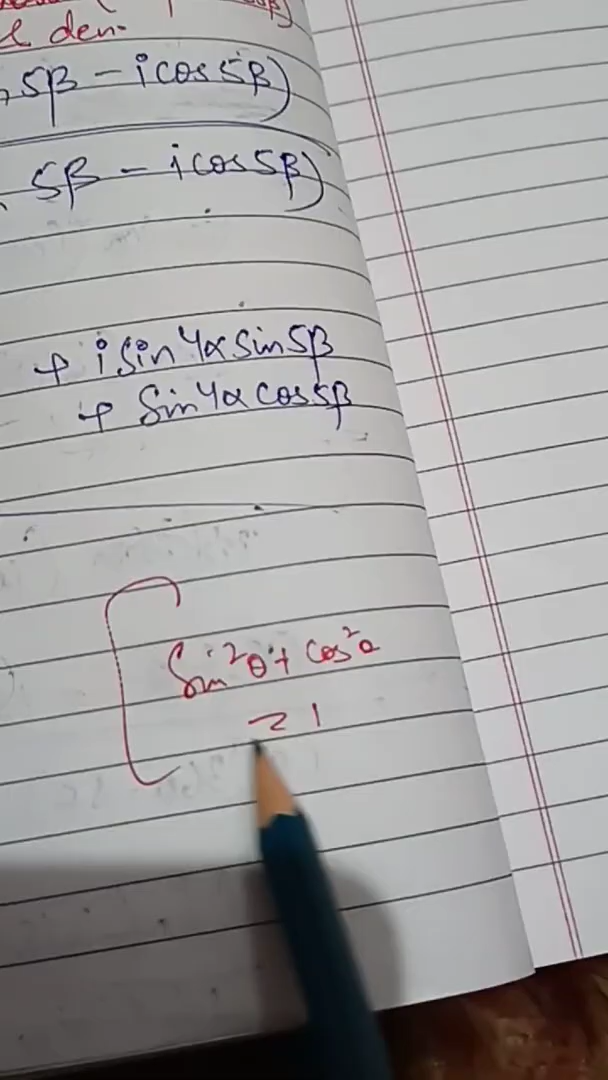 & den.
5β - i cos 5β)
5β - i cos 5β)
+ i sin 4α sin 5β
+ Sin 4α cos 5β
Sin²θ + cos²θ
= 1